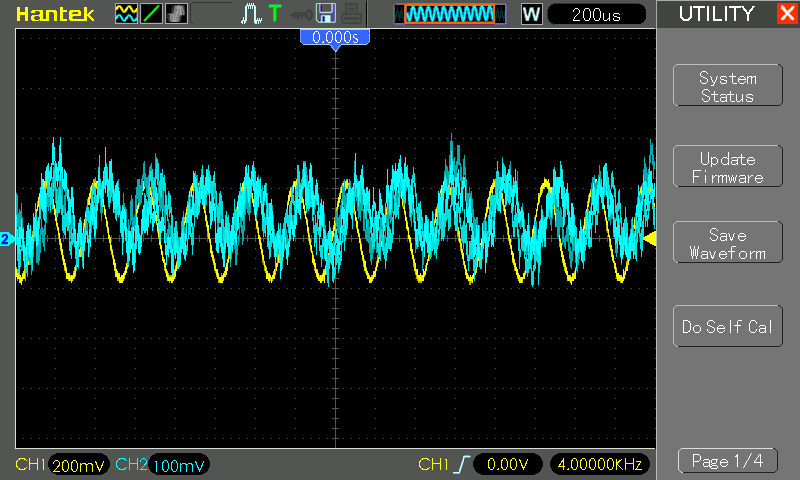 Hantek
T
W
200us
UTILITY
X
0.000s
System
Status
Update
Firmware
Save
Waveform
2
Do Self Cal
CH1 200mV CH2 100mV CH1 0.00V 4.00000KHz
Page 1/4